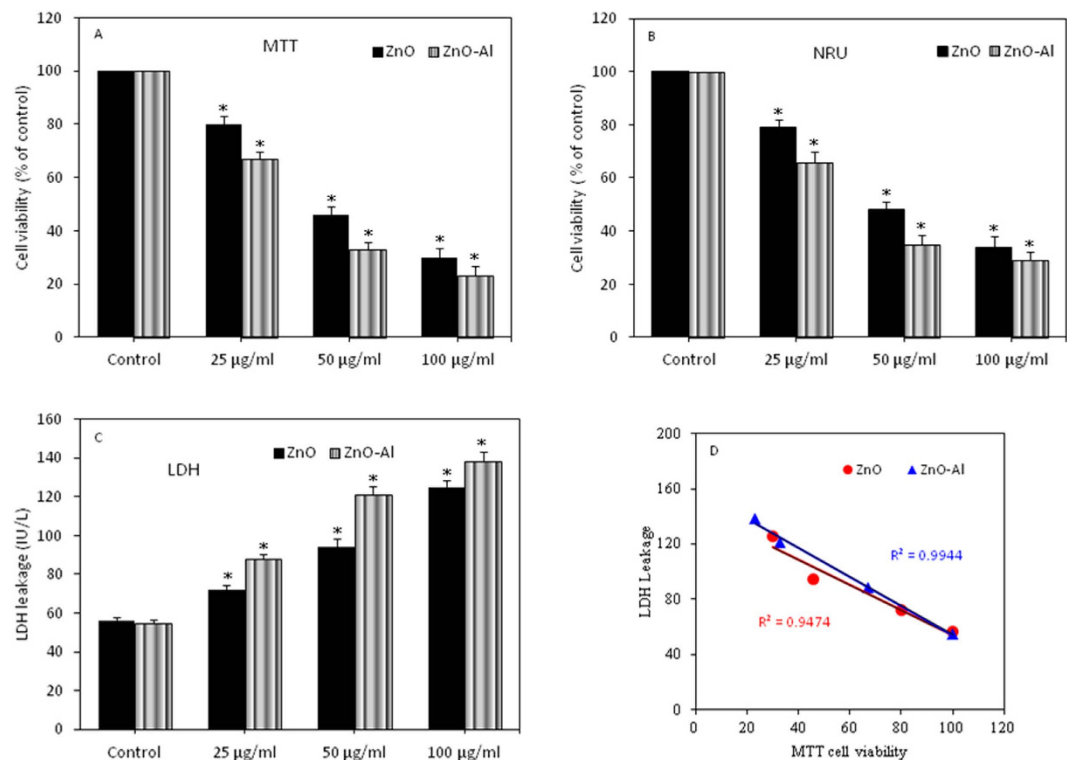 A
MTT
ZnO ZnO-Al
Cell viability (% of control)
120
100
80
60
40
20
0
* * * * * *
Control 25 µg/ml 50 µg/ml 100 µg/ml
B
NRU
ZnO ZnO-Al
Cell viability ( % of control)
120
100
80
60
40
20
0
* * * * * *
Control 25 µg/ml 50 µg/ml 100 µg/ml
C
LDH
ZnO ZnO-Al
LDH leakage (IU/L)
160
140
120
100
80
60
40
20
0
* * * * * *
Control 25 µg/ml 50 µg/ml 100 µg/ml
D
ZnO ZnO-Al
LDH Leakage
200
160
120
80
40
0
R² = 0.9944
R² = 0.9474
0 20 40 60 80 100 120
MTT cell viability